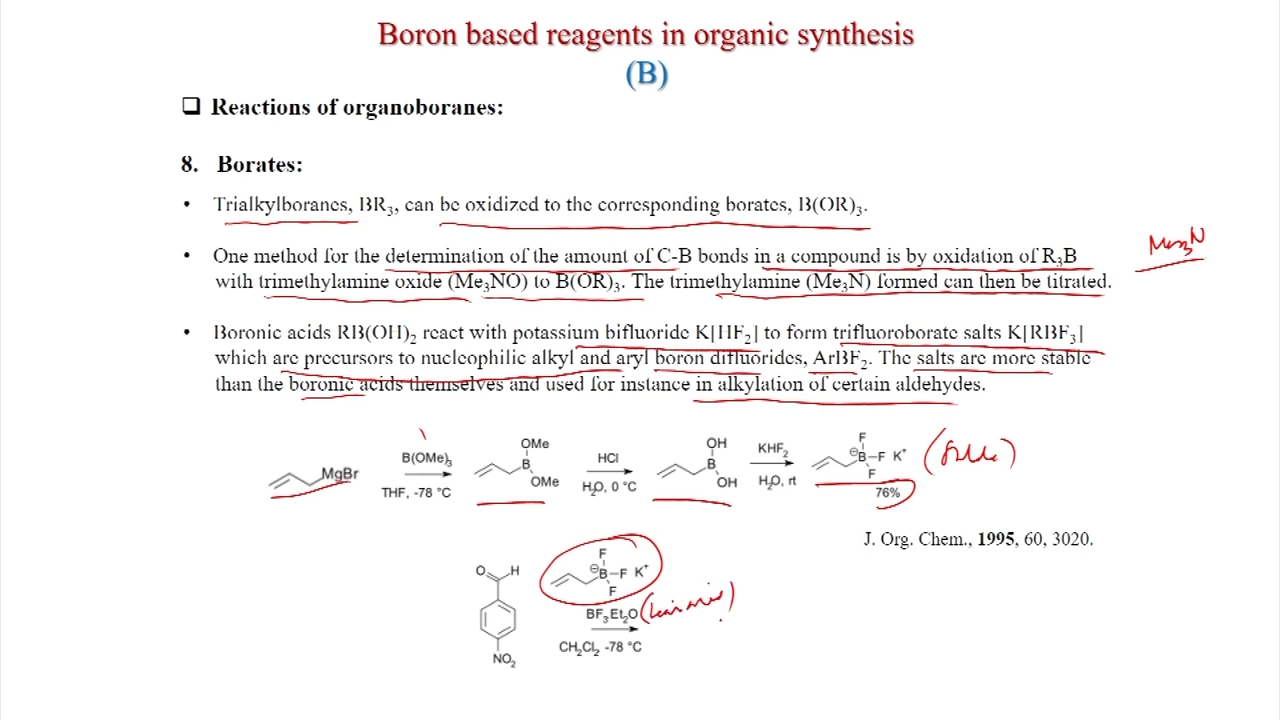 Boron based reagents in organic synthesis
(B)
❑ Reactions of organoboranes:
8. Borates:
• Trialkylboranes, BR₃, can be oxidized to the corresponding borates, B(OR)₃.
• One method for the determination of the amount of C-B bonds in a compound is by oxidation of R₃B
with trimethylamine oxide (Me₃NO) to B(OR)₃. The trimethylamine (Me₃N) formed can then be titrated.
Me₃N
• Boronic acids RB(OH)₂ react with potassium bifluoride K[HF₂] to form trifluoroborate salts K[RBF₃]
which are precursors to nucleophilic alkyl and aryl boron difluorides, ArBF₂. The salts are more stable
than the boronic acids themselves and used for instance in alkylation of certain aldehydes.
MgBr
B(OMe)₃
THF, -78 °C
OMe
B
OMe
HCl
H₂O, 0 °C
OH
B
OH
KHF₂
H₂O, rt
F
⊖B-F K⁺
F
76%
J. Org. Chem., 1995, 60, 3020.
O H
NO₂
F
⊖B-F K⁺
F
BF₃Et₂O
CH₂Cl₂ -78 °C